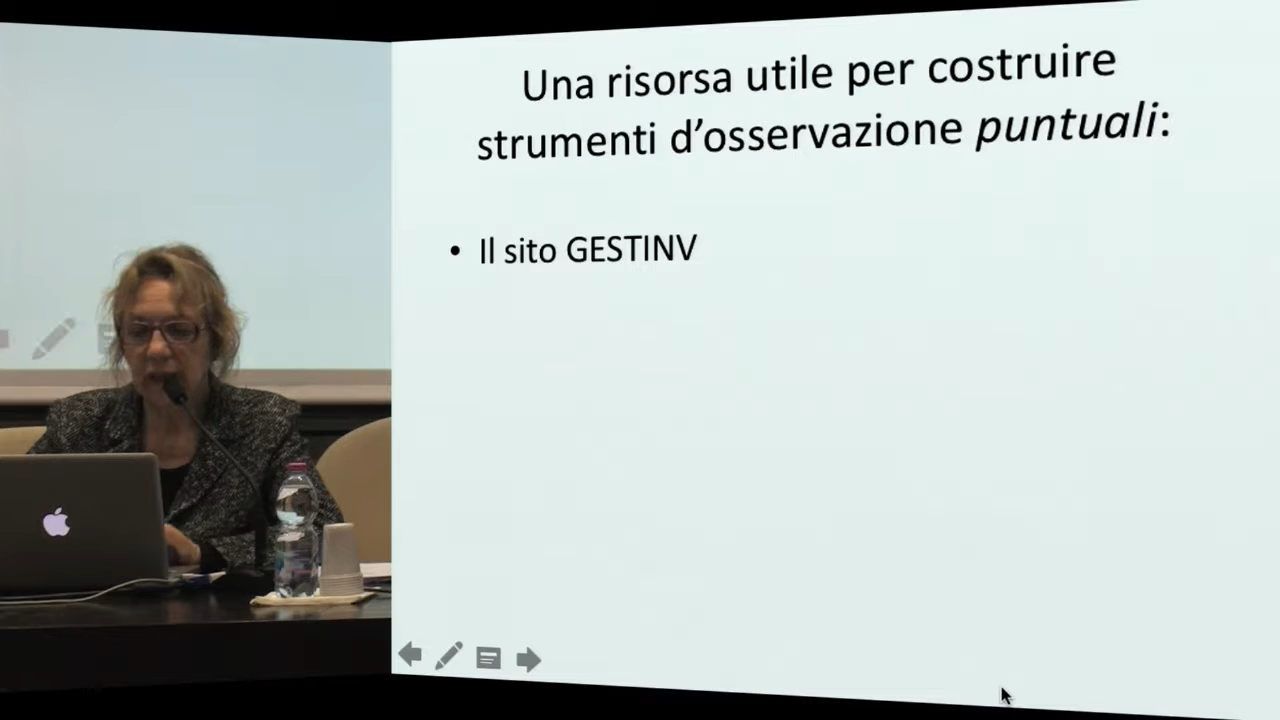 Una risorsa utile per costruire
strumenti d’osservazione puntuali:
• Il sito GESTINV